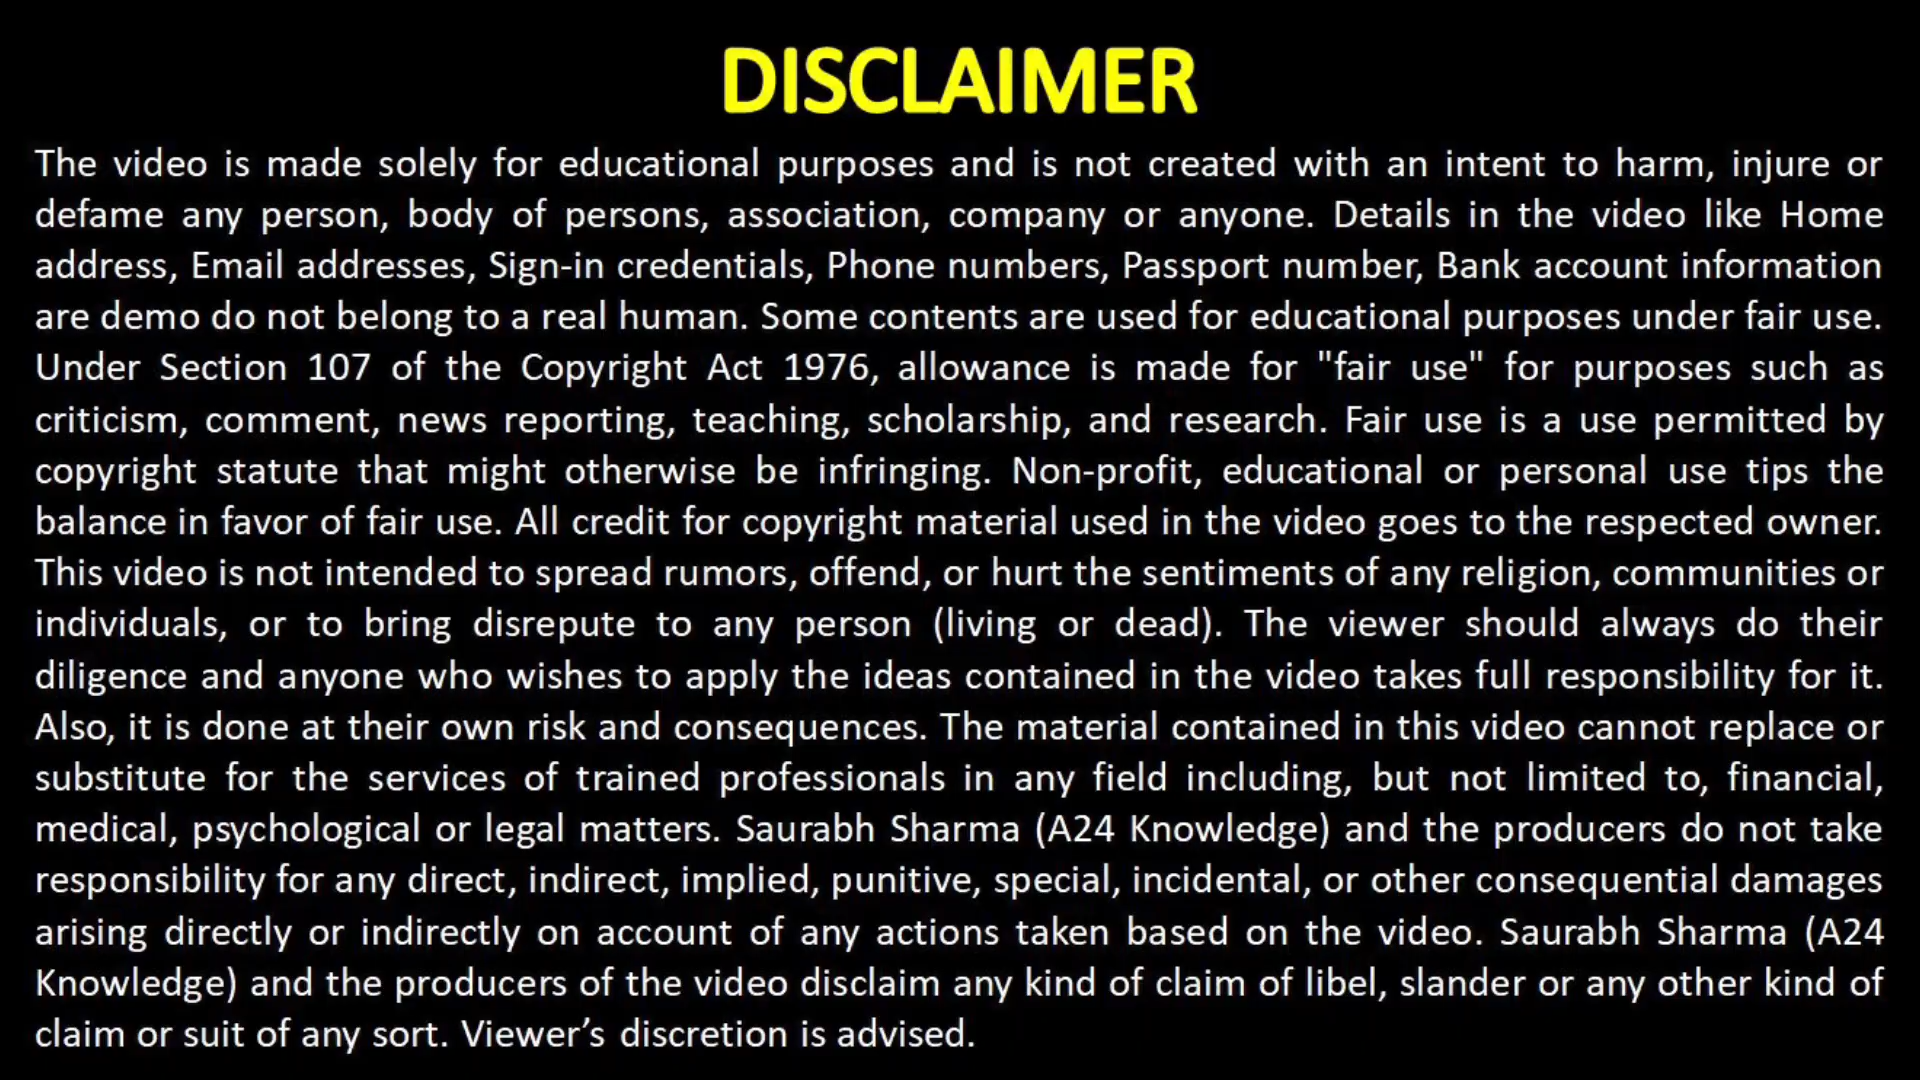 DISCLAIMER
The video is made solely for educational purposes and is not created with an intent to harm, injure or
defame any person, body of persons, association, company or anyone. Details in the video like Home
address, Email addresses, Sign-in credentials, Phone numbers, Passport number, Bank account information
are demo do not belong to a real human. Some contents are used for educational purposes under fair use.
Under Section 107 of the Copyright Act 1976, allowance is made for "fair use" for purposes such as
criticism, comment, news reporting, teaching, scholarship, and research. Fair use is a use permitted by
copyright statute that might otherwise be infringing. Non-profit, educational or personal use tips the
balance in favor of fair use. All credit for copyright material used in the video goes to the respected owner.
This video is not intended to spread rumors, offend, or hurt the sentiments of any religion, communities or
individuals, or to bring disrepute to any person (living or dead). The viewer should always do their
diligence and anyone who wishes to apply the ideas contained in the video takes full responsibility for it.
Also, it is done at their own risk and consequences. The material contained in this video cannot replace or
substitute for the services of trained professionals in any field including, but not limited to, financial,
medical, psychological or legal matters. Saurabh Sharma (A24 Knowledge) and the producers do not take
responsibility for any direct, indirect, implied, punitive, special, incidental, or other consequential damages
arising directly or indirectly on account of any actions taken based on the video. Saurabh Sharma (A24
Knowledge) and the producers of the video disclaim any kind of claim of libel, slander or any other kind of
claim or suit of any sort. Viewer’s discretion is advised.